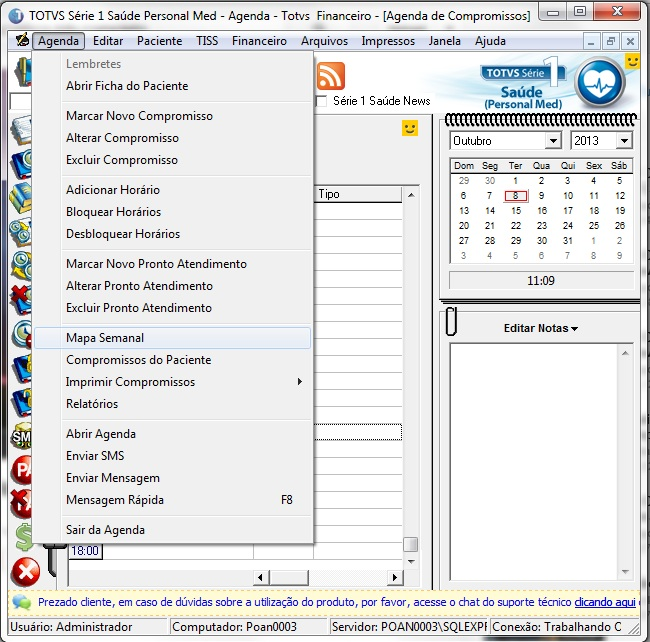 TOTVS Série 1 Saúde Personal Med - Agenda - Totvs Financeiro - [Agenda de Compromissos]
Agenda Editar Paciente TISS Financeiro Arquivos Impressos Janela Ajuda
Lembretes
Abrir Ficha do Paciente
Marcar Novo Compromisso
Alterar Compromisso
Excluir Compromisso
Adicionar Horário
Bloquear Horários
Desbloquear Horários
Marcar Novo Pronto Atendimento
Alterar Pronto Atendimento
Excluir Pronto Atendimento
Mapa Semanal
Compromissos do Paciente
Imprimir Compromissos
Relatórios
Abrir Agenda
Enviar SMS
Enviar Mensagem
Mensagem Rápida F8
Sair da Agenda
Série 1 Saúde News
TOTVS Série 1
Saúde
(Personal Med)
Tipo
18:00
Outubro 2013
Dom Seg Ter Qua Qui Sex Sáb
29 30 1 2 3 4 5
6 7 8 9 10 11 12
13 14 15 16 17 18 19
20 21 22 23 24 25 26
27 28 29 30 31 1 2
3 4 5 6 7 8 9
11:09
Editar Notas
Prezado cliente, em caso de dúvidas sobre a utilização do produto, por favor, acesse o chat do suporte técnico clicando aqui
Usuário: Administrador Computador: Poan0003 Servidor: POAN0003\SQLEXPF Conexão: Trabalhando C